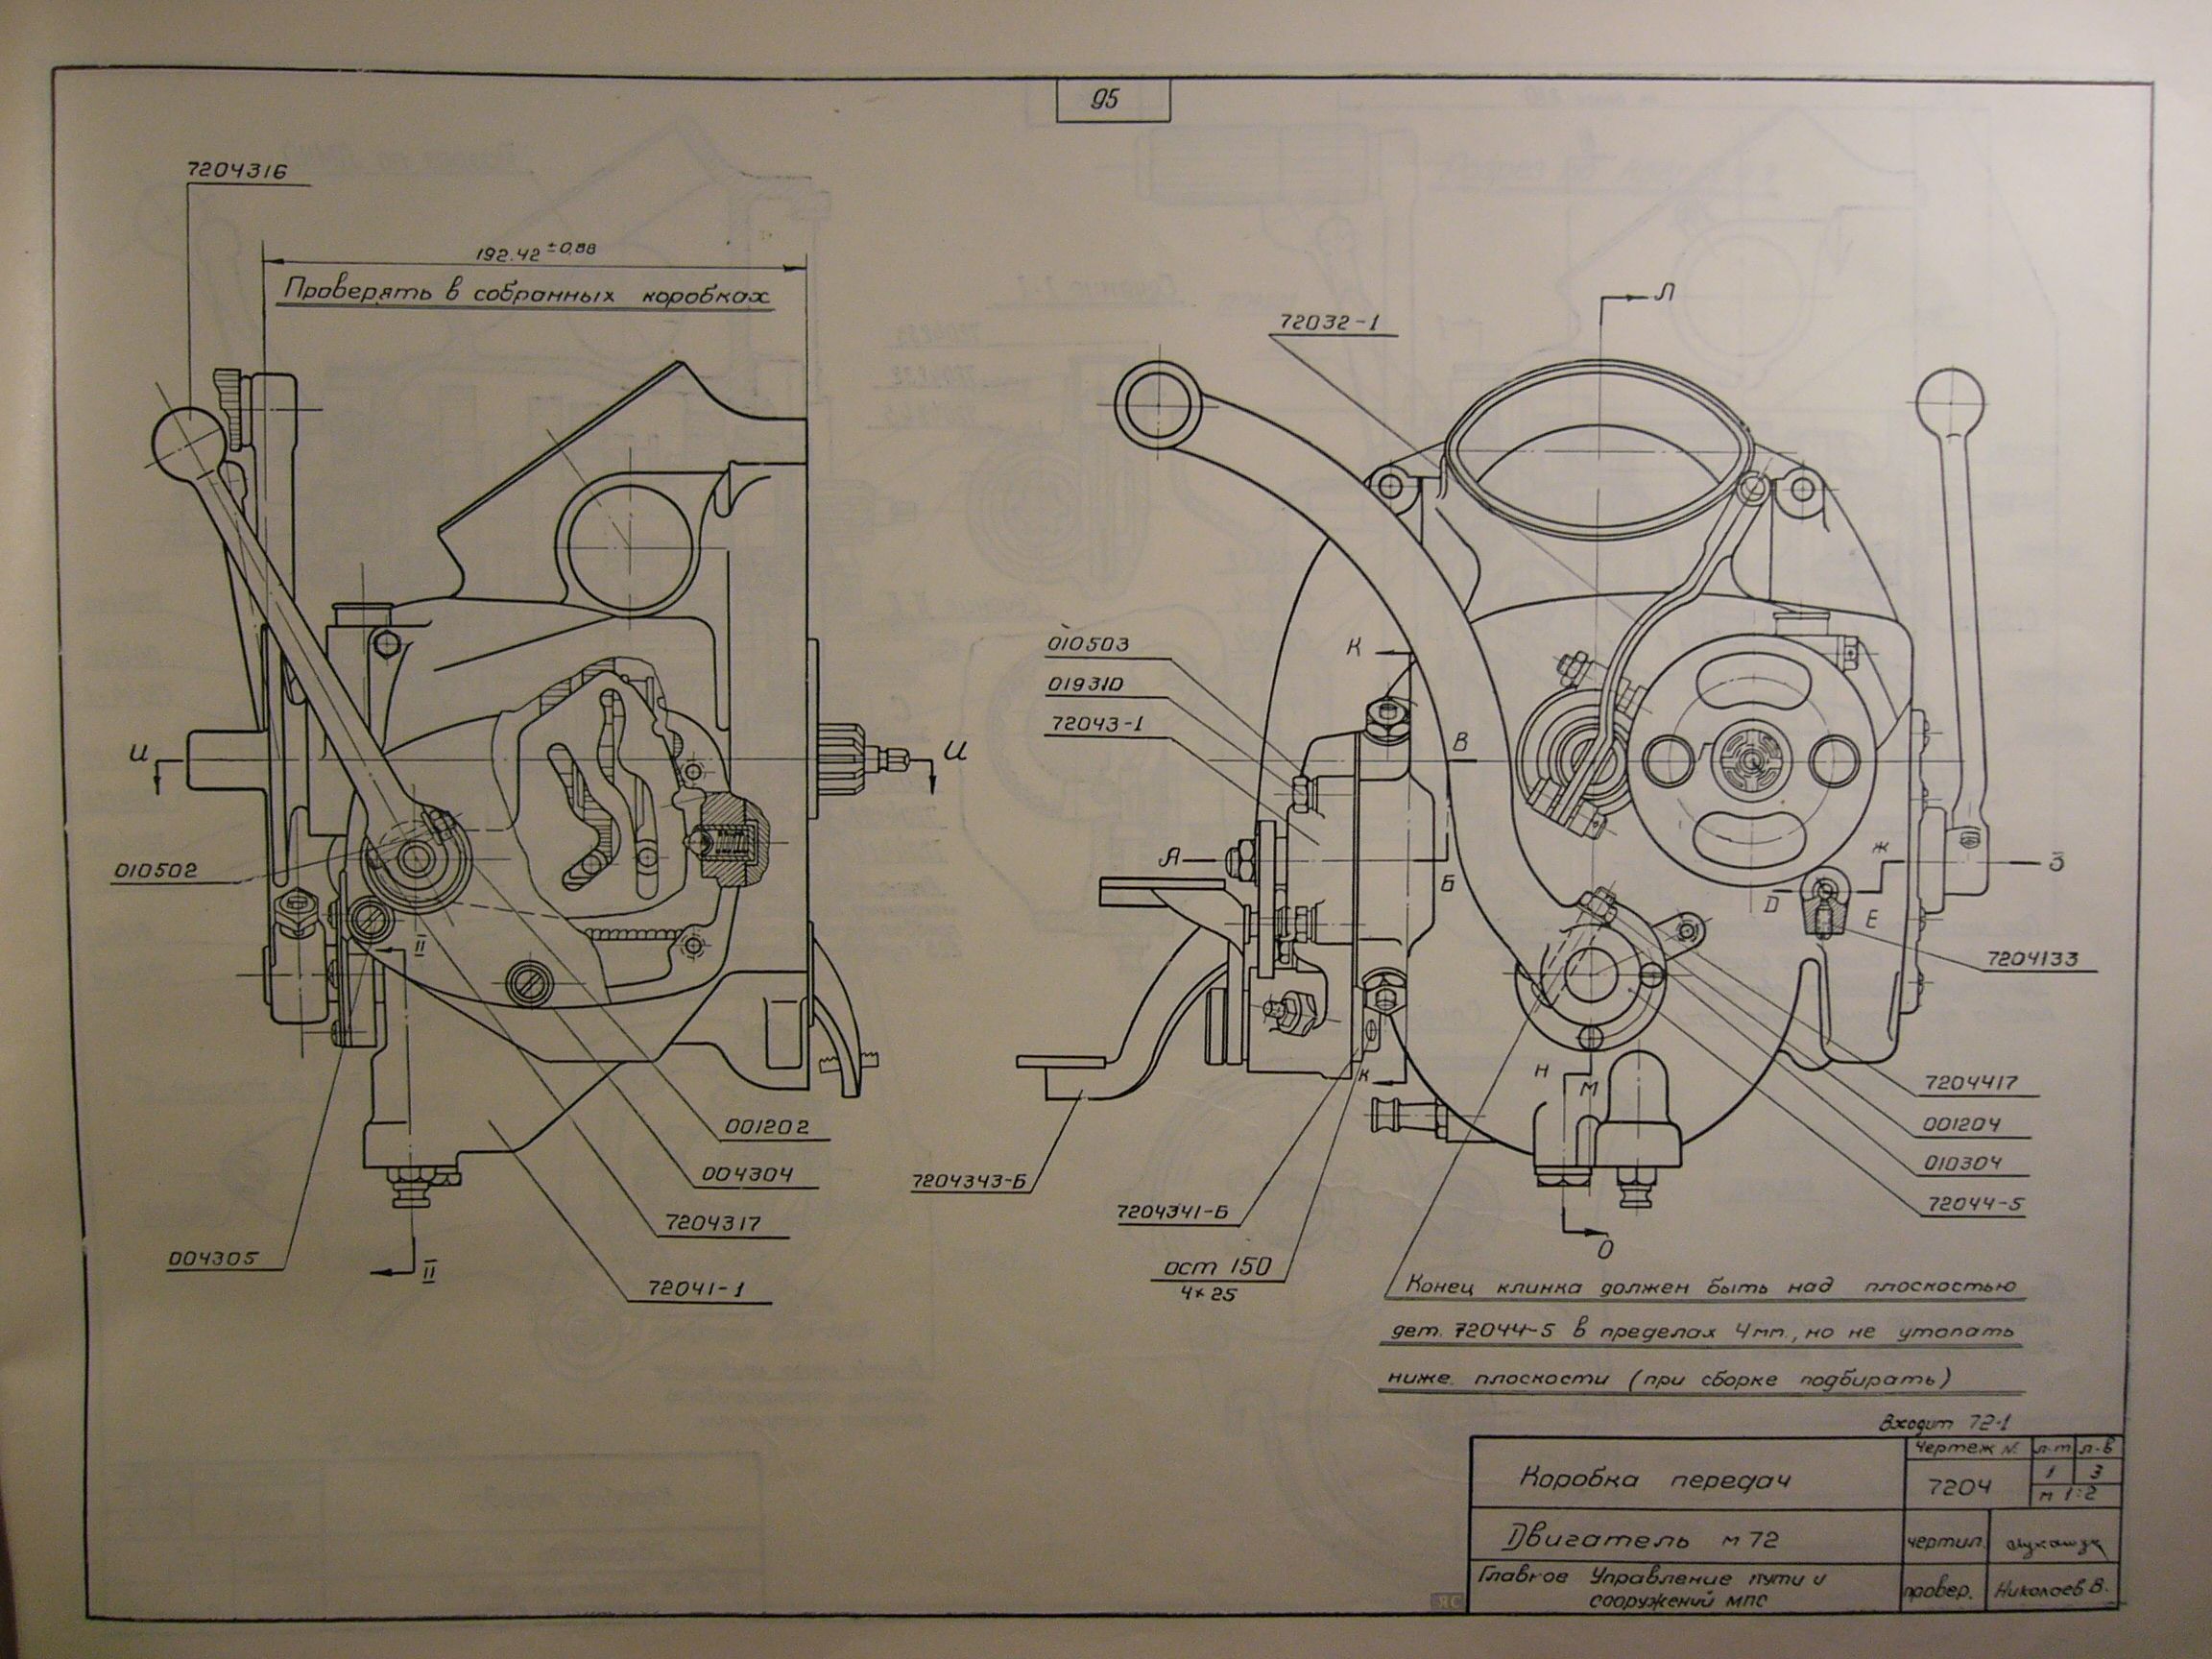 95
7204316
192.42 ±0,88
Проверять в собранных коробках
И
И
010502
II
001202
004304
7204317
004305
II
72041-1
Л
72032-1
010503
019310
72043-1
К
В
А
Б
Ж
З
D
Е
7204133
Н
М
К
7204417
001204
010304
72044-5
7204343-Б
7204341-Б
ост 150
4×25
О
Конец клинка должен быть над плоскостью
дет. 72044-5 в пределах 4мм., но не утопать
ниже плоскости (при сборке подбирать)
Входит 72-1
Коробка передач
Чертеж №
л-т
л-в
7204
1
3
м 1:2
Двигатель м 72
чертил.
Главное Управление пути и
сооружений МПС
провер.
Николаев В.